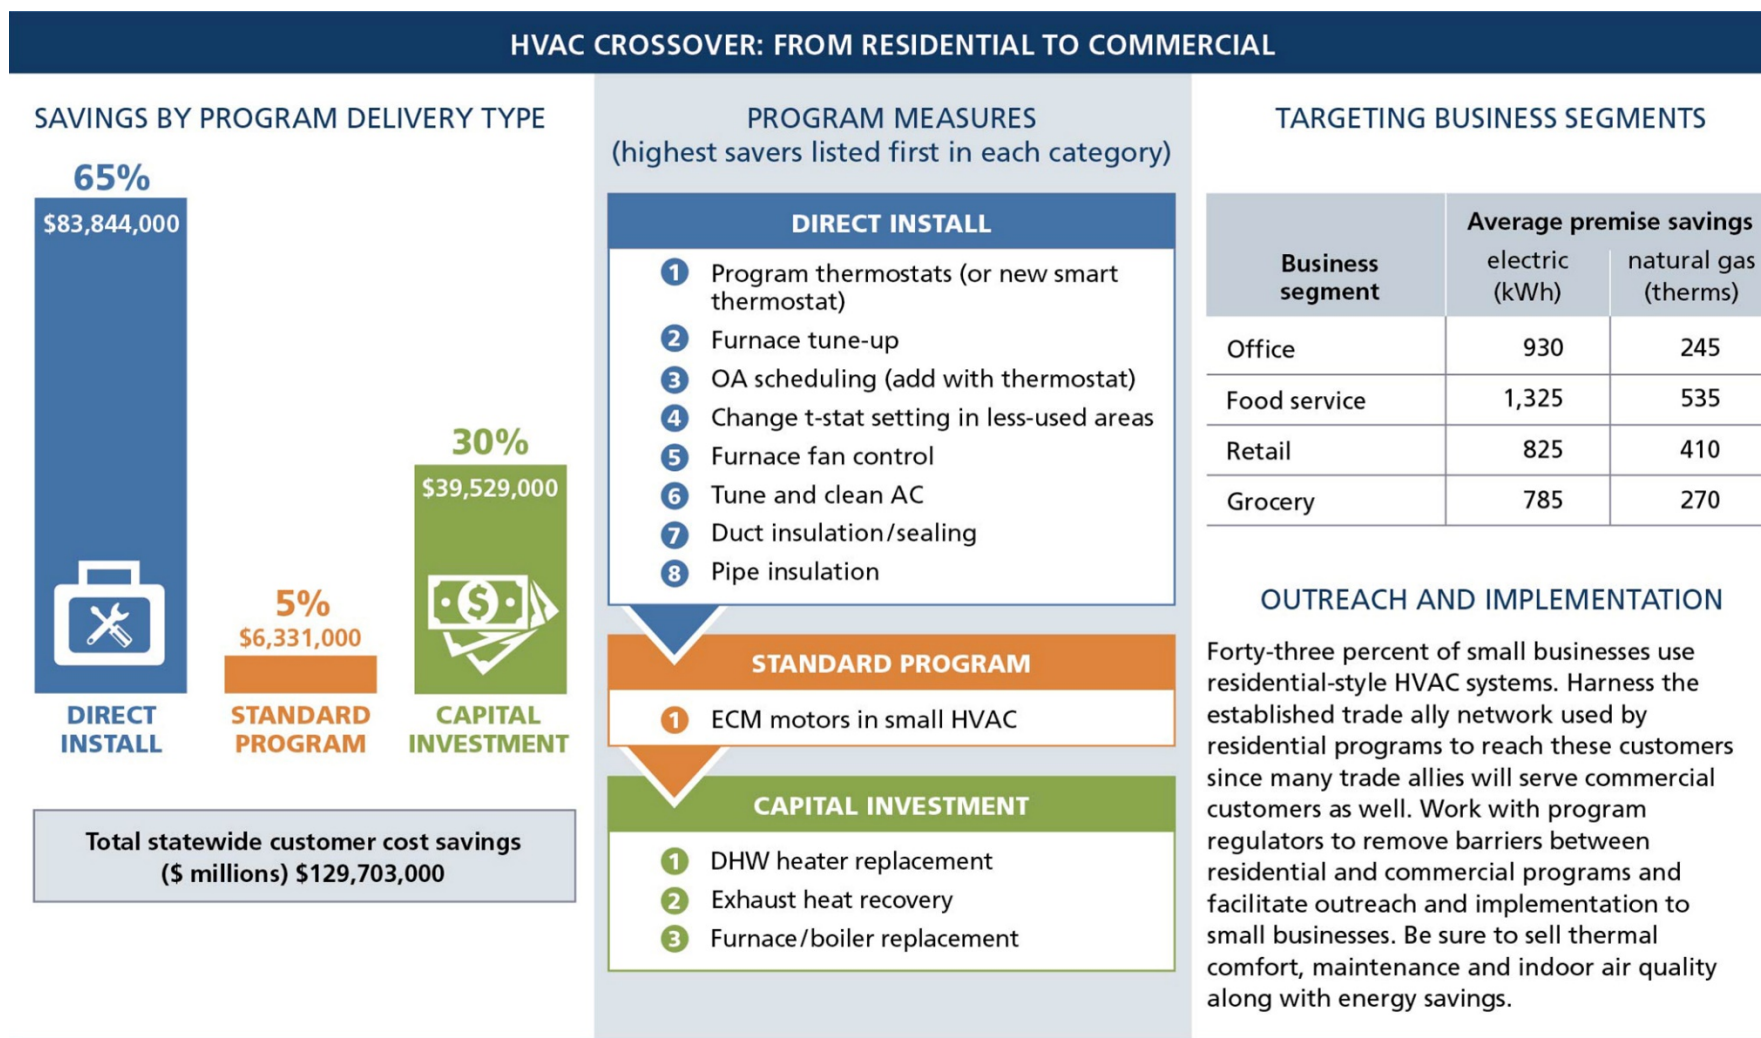 HVAC CROSSOVER: FROM RESIDENTIAL TO COMMERCIAL
SAVINGS BY PROGRAM DELIVERY TYPE
65%
$83,844,000
5%
$6,331,000
30%
$39,529,000
DIRECT
INSTALL
STANDARD
PROGRAM
CAPITAL
INVESTMENT
Total statewide customer cost savings
($ millions) $129,703,000
PROGRAM MEASURES
(highest savers listed first in each category)
DIRECT INSTALL
1 Program thermostats (or new smart
thermostat)
2 Furnace tune-up
3 OA scheduling (add with thermostat)
4 Change t-stat setting in less-used areas
5 Furnace fan control
6 Tune and clean AC
7 Duct insulation/sealing
8 Pipe insulation
STANDARD PROGRAM
1 ECM motors in small HVAC
CAPITAL INVESTMENT
1 DHW heater replacement
2 Exhaust heat recovery
3 Furnace/boiler replacement
TARGETING BUSINESS SEGMENTS
Average premise savings
Business
segment
electric
(kWh)
natural gas
(therms)
Office 930 245
Food service 1,325 535
Retail 825 410
Grocery 785 270
OUTREACH AND IMPLEMENTATION
Forty-three percent of small businesses use
residential-style HVAC systems. Harness the
established trade ally network used by
residential programs to reach these customers
since many trade allies will serve commercial
customers as well. Work with program
regulators to remove barriers between
residential and commercial programs and
facilitate outreach and implementation to
small businesses. Be sure to sell thermal
comfort, maintenance and indoor air quality
along with energy savings.